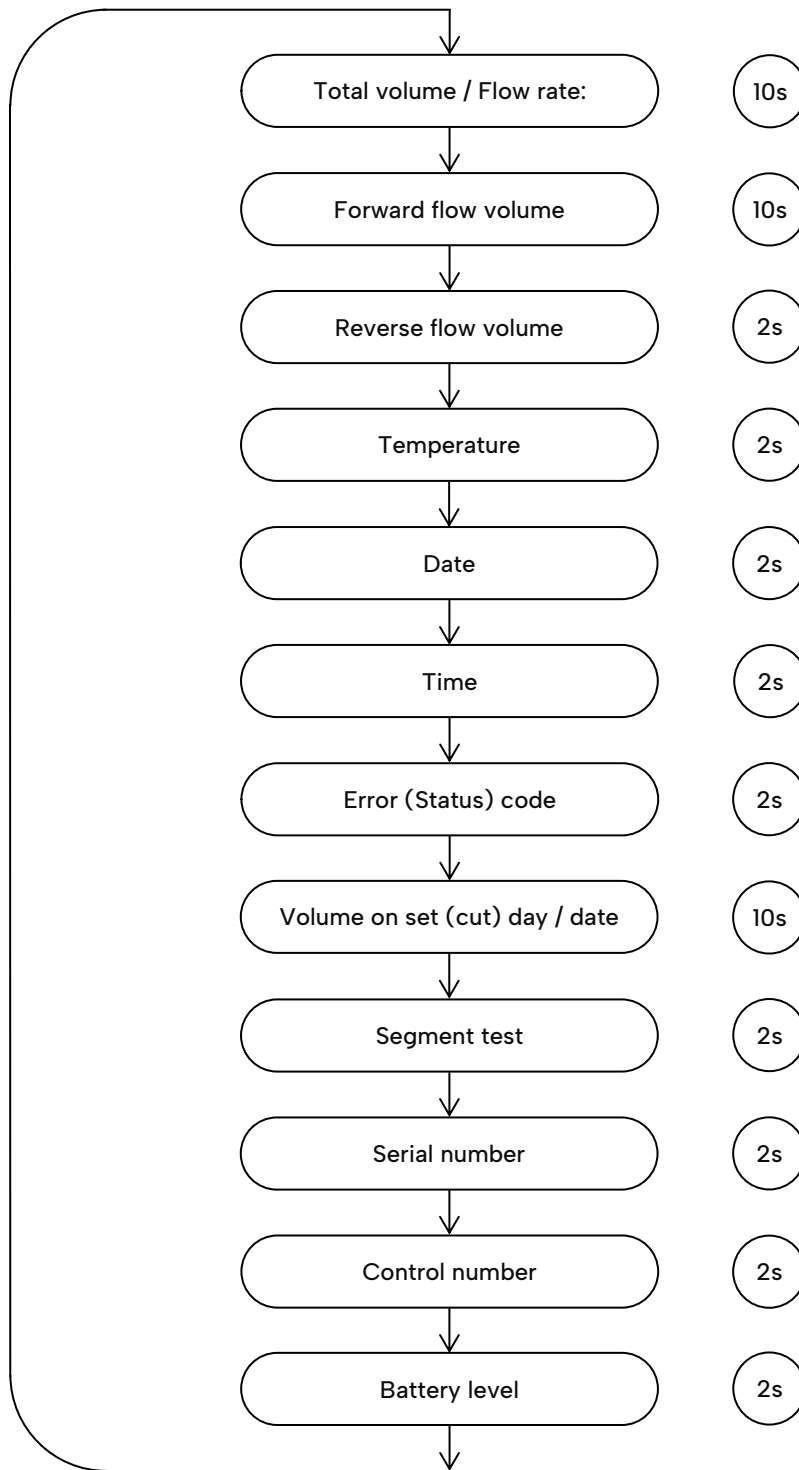 Total volume / Flow rate: 10s
Forward flow volume 10s
Reverse flow volume 2s
Temperature 2s
Date 2s
Time 2s
Error (Status) code 2s
Volume on set (cut) day / date 10s
Segment test 2s
Serial number 2s
Control number 2s
Battery level 2s